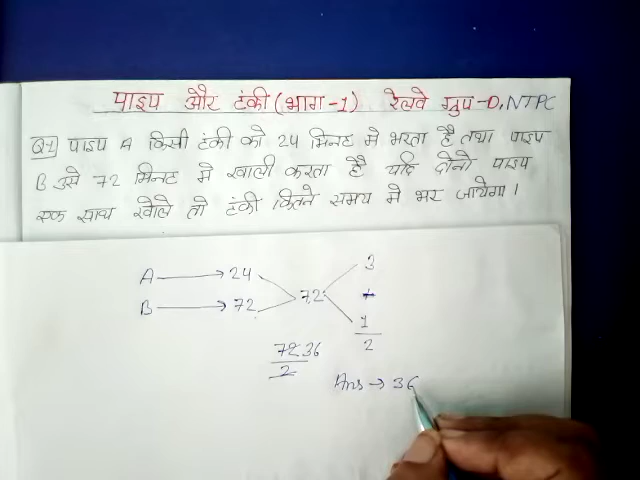 पाइप और टंकी (भाग-1) रेलवे ग्रुप-D, NTPC
Q-1 पाइप A किसी टंकी को 24 मिनट मे भरता है तथा पाइप
B उसे 72 मिनट मे खाली करता है यदि दोनो पाइप
एक साथ खोले तो टंकी कितने समय मे भर जायेगा।
A → 24 72 3
B → 72 1
2
72 36
2
Ans → 36